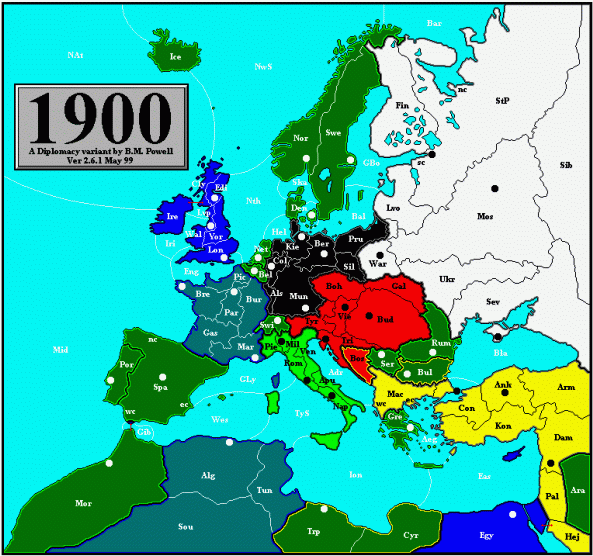 Bar
NAt
Ice
NwS
nc
StP
Fin
1900
A Diplomacy variant by B.M. Powell
Ver 2.6.1 May 99
Swe
Nor
GBo
sc
Sib
Ska
Edi
Nth
Den
Lvo
Mos
Lvp
Ire
Bal
Wal
Yor
Hel
Iri
Net
Kie
Ber
Pru
War
Lon
Col
Bel
Sil
Ukr
Eng
Pic
Als
Boh
Gal
Bre
Bur
Mun
Sev
Par
Vie
Bud
Tyr
Swi
Gas
Mid
nc
Mar
Pie
Mil
Ven
Iri
Rum
Bla
Rom
Bos
Ser
Por
Adr
Bul
Spa
GLy
Apu
Mac
Ank
Arm
ec
Nap
wc
ec
Con
wc
Wes
TyS
Gre
Kon
Gib
Aeg
Dam
Alg
Ion
Eas
Tun
Pal
Mor
Ara
Sou
Trp
Cyr
Egy
Hej